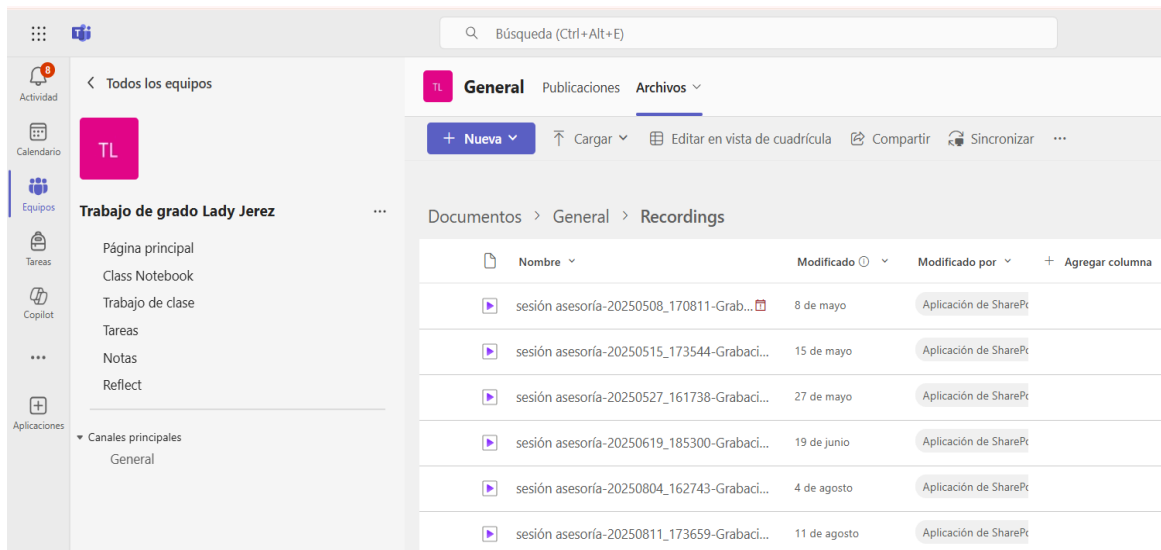 Búsqueda (Ctrl+Alt+E)
8
Actividad
Calendario
Equipos
Tareas
Copilot
Aplicaciones
Todos los equipos
TL
Trabajo de grado Lady Jerez
Página principal
Class Notebook
Trabajo de clase
Tareas
Notas
Reflect
Canales principales
General
TL General Publicaciones Archivos
+ Nueva Cargar Editar en vista de cuadrícula Compartir Sincronizar ...
Documentos > General > Recordings
Nombre Modificado Modificado por + Agregar columna
sesión asesoría-20250508_170811-Grab... 8 de mayo Aplicación de SharePo
sesión asesoría-20250515_173544-Grabaci... 15 de mayo Aplicación de SharePo
sesión asesoría-20250527_161738-Grabaci... 27 de mayo Aplicación de SharePo
sesión asesoría-20250619_185300-Grabaci... 19 de junio Aplicación de SharePo
sesión asesoría-20250804_162743-Grabaci... 4 de agosto Aplicación de SharePo
sesión asesoría-20250811_173659-Grabaci... 11 de agosto Aplicación de SharePo